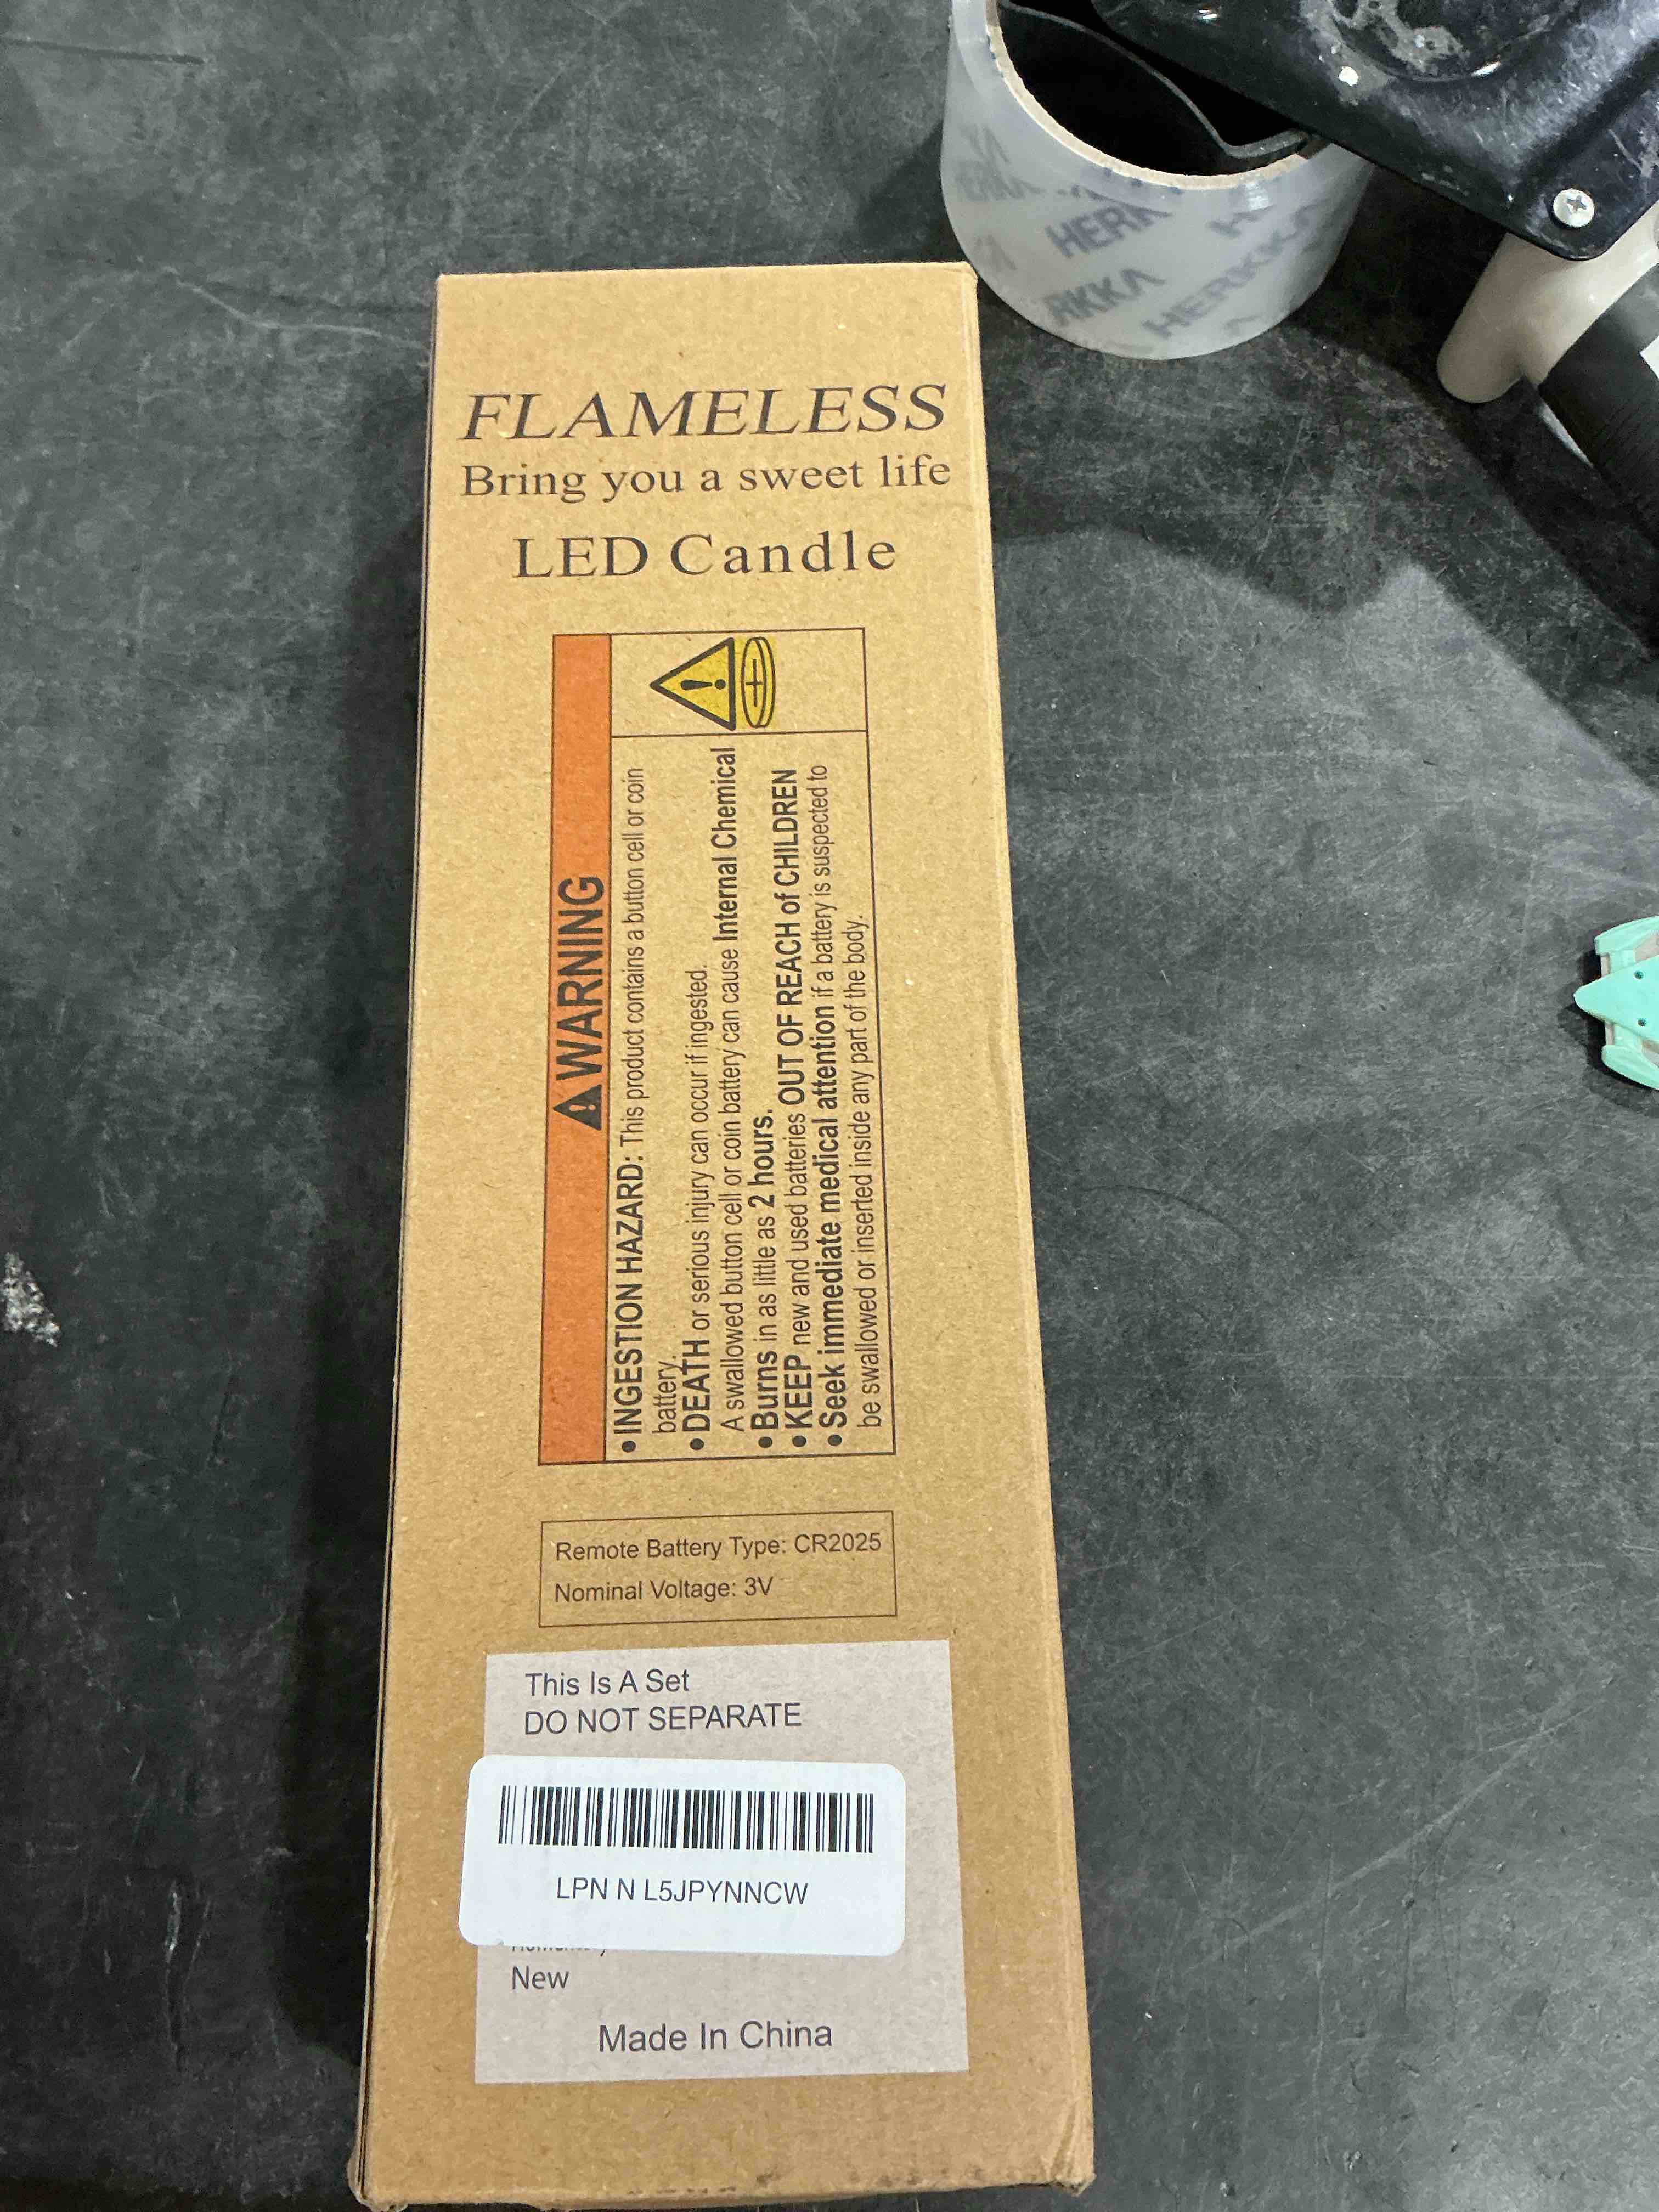 FLAMELESS
Bring you a sweet life
LED Candle
WARNING
• INGESTION HAZARD: This product contains a button cell or coin
battery.
• DEATH or serious injury can occur if ingested.
A swallowed button cell or coin battery can cause Internal Chemical
• Burns in as little as 2 hours.
• KEEP new and used batteries OUT OF REACH of CHILDREN
• Seek immediate medical attention if a battery is suspected to
be swallowed or inserted inside any part of the body.
Remote Battery Type: CR2025
Nominal Voltage: 3V
This Is A Set
DO NOT SEPARATE
LPN N L5JPYNNCW
New
Made In China
HERK
RKKA
HERKKA